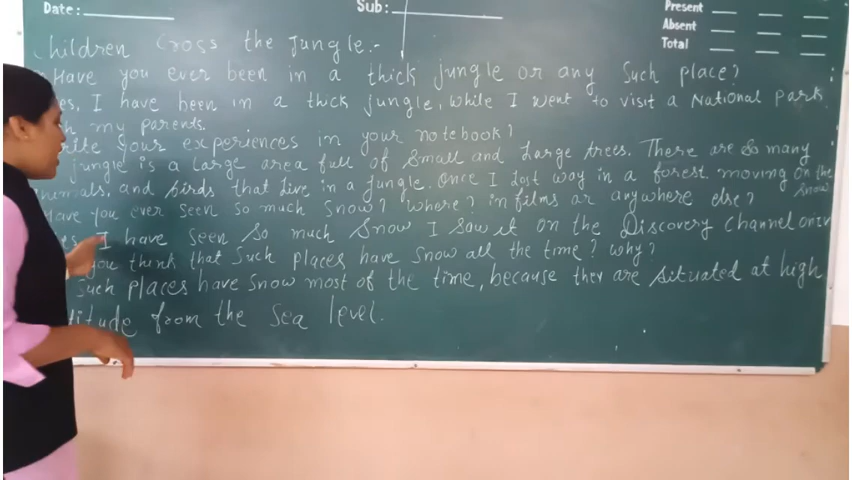 Date: Sub: Present
Absent
Total
Children Cross the Jungle:-
Have you ever been in a thick jungle or any Such place?
Yes, I have been in a thick jungle, while I went to visit a National park
my parents.
your experiences in your notebook?
jungle is a large area full of Small and Large trees. There are so many
animals, and birds that live in a jungle. Once I lost way in a forest. moving on the snow
Have you ever seen so much snow? where? in films or anywhere else?
I have seen so much snow I saw it on the Discovery Channel on TV
you think that such places have snow all the time? why?
Such places have snow most of the time, because they are situated at high
from the sea level.